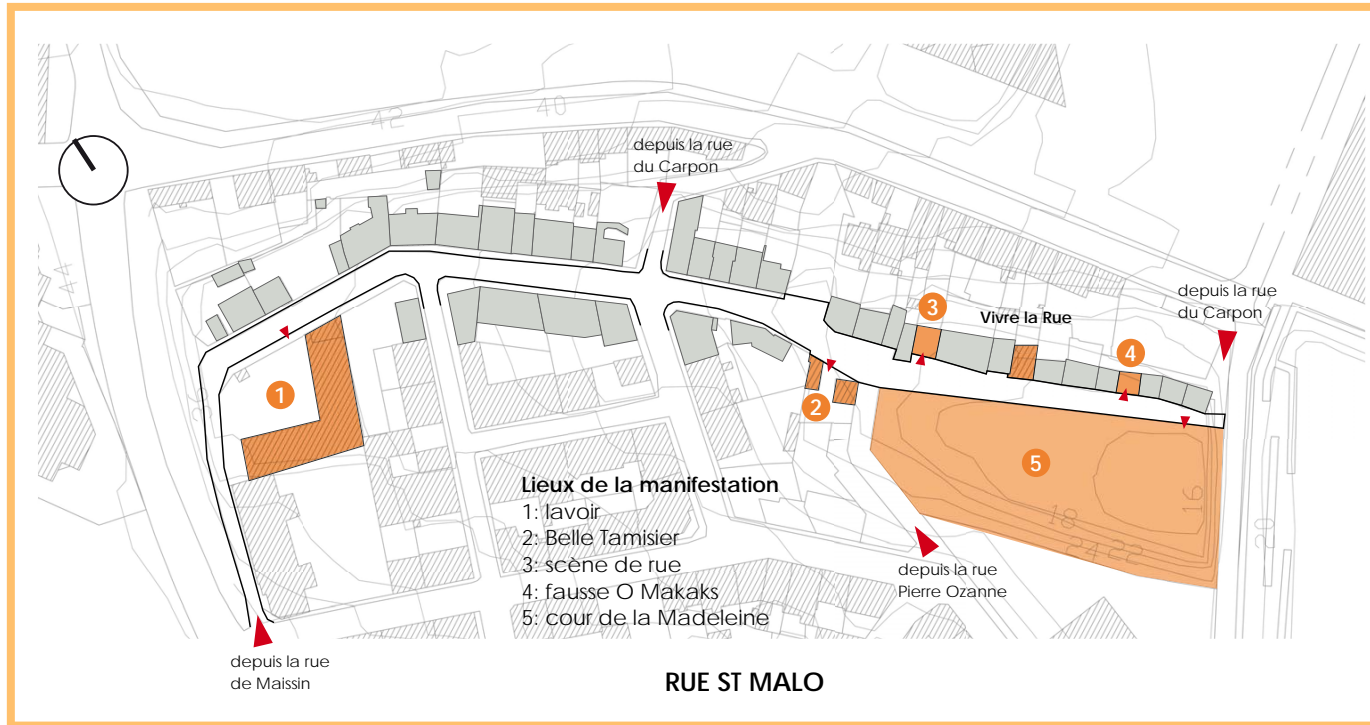 42
40
depuis la rue
du Carpon
44
depuis la rue
du Carpon
3
Vivre la Rue
4
1
2
5
16
18
20
24 22
Lieux de la manifestation
1: lavoir
2: Belle Tamisier
3: scène de rue
4: fausse O Makaks
5: cour de la Madeleine
depuis la rue
Pierre Ozanne
depuis la rue
de Maissin
RUE ST MALO